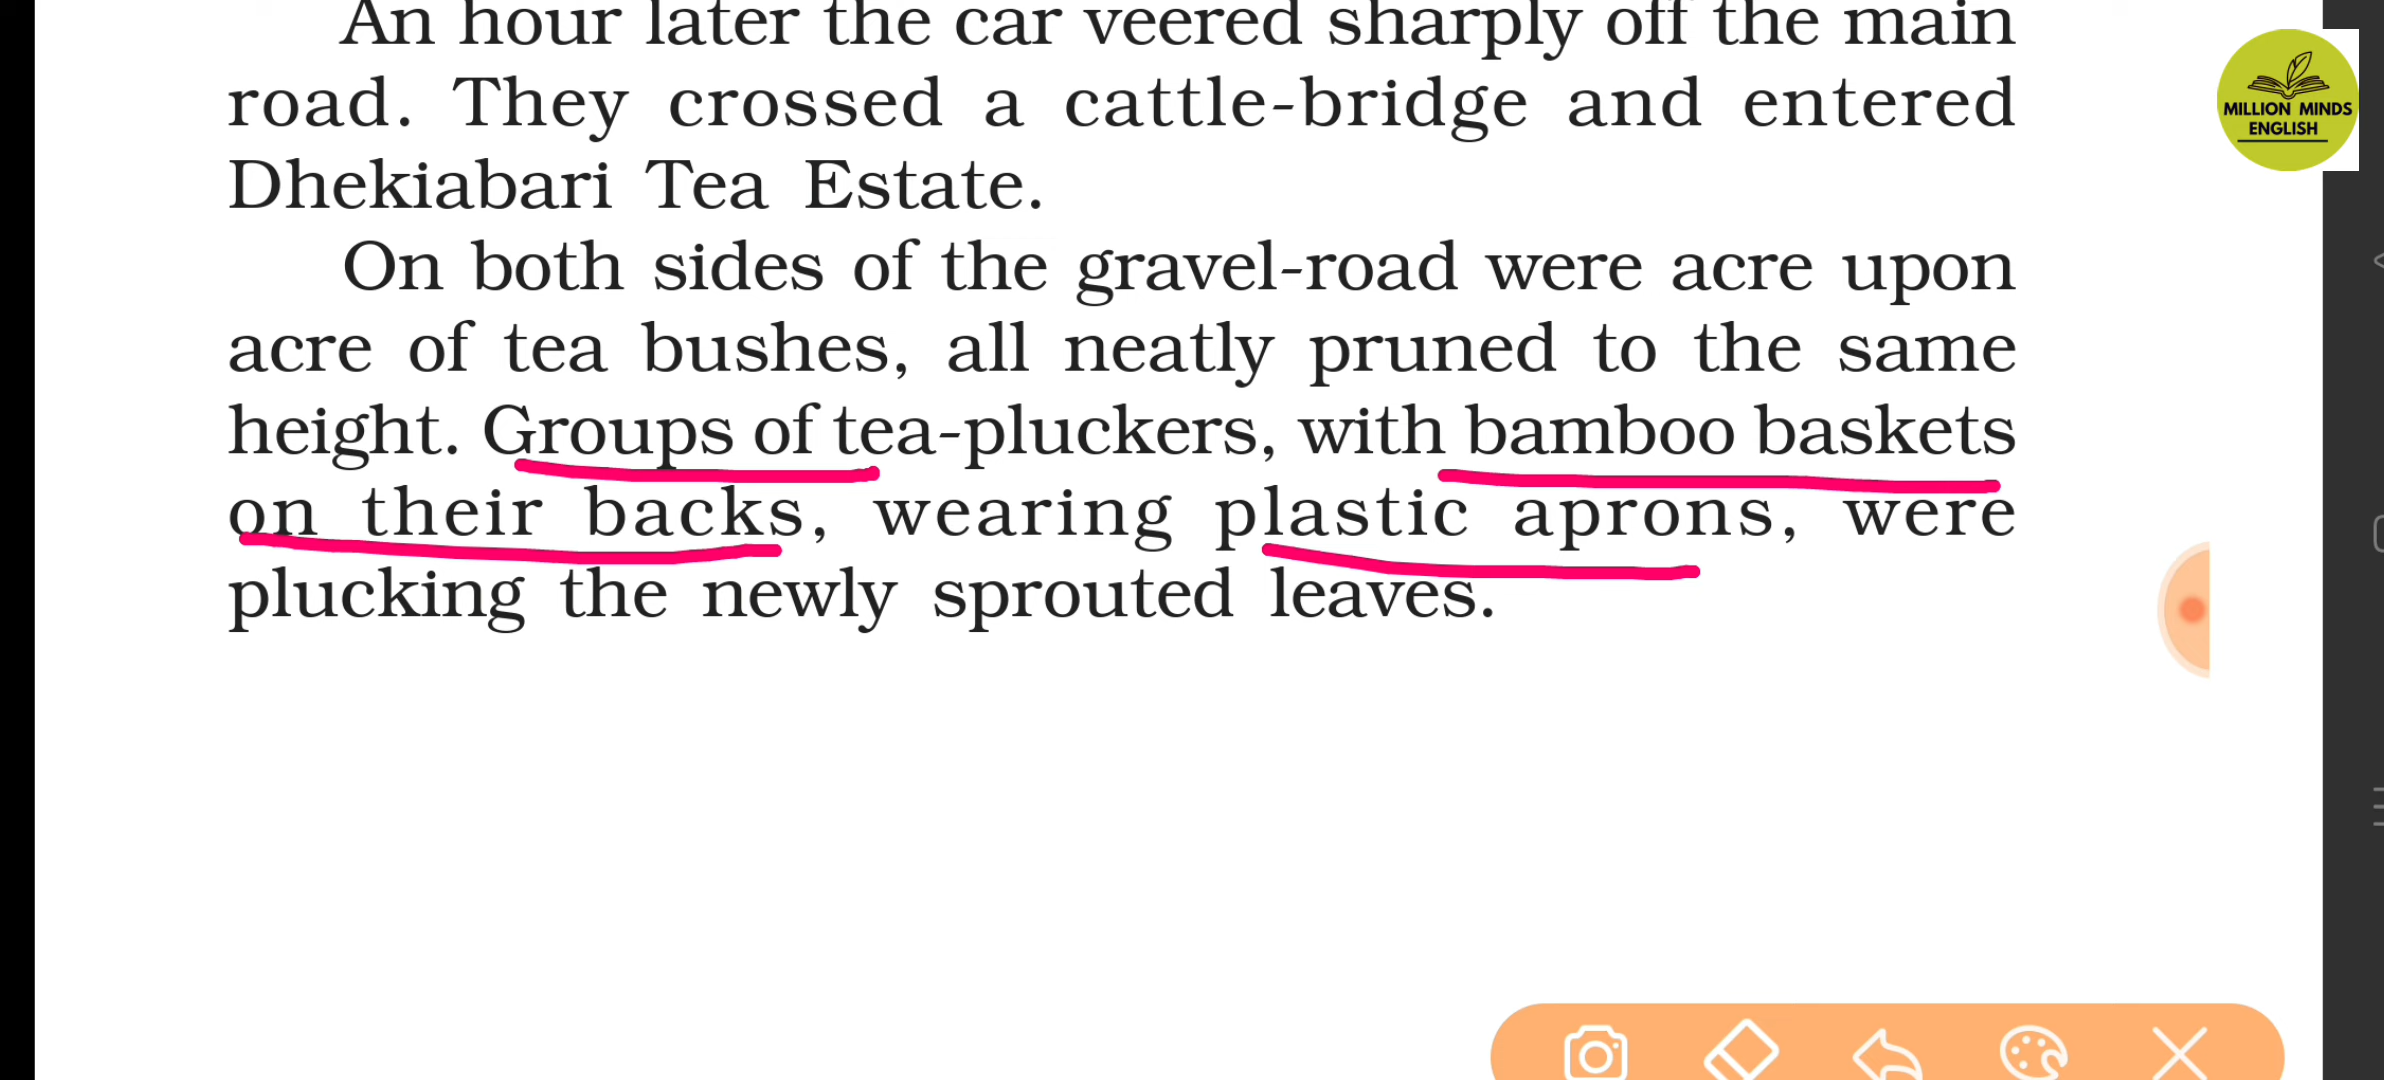 An hour later the car veered sharply off the main
road. They crossed a cattle-bridge and entered
Dhekiabari Tea Estate.
On both sides of the gravel-road were acre upon
acre of tea bushes, all neatly pruned to the same
height. Groups of tea-pluckers, with bamboo baskets
on their backs, wearing plastic aprons, were
plucking the newly sprouted leaves.
MILLION MINDS
ENGLISH